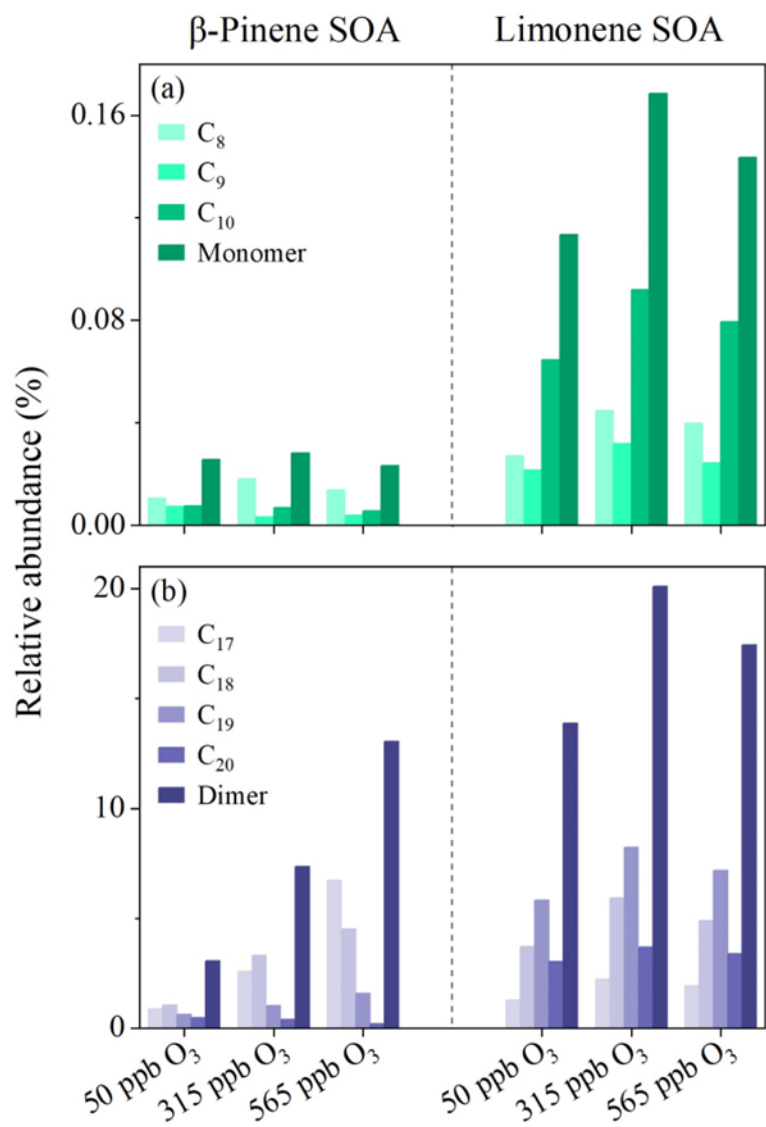 β-Pinene SOA Limonene SOA
(a)
C8
C9
C10
Monomer
0.16
0.08
0.00
Relative abundance (%)
(b)
C17
C18
C19
C20
Dimer
20
10
0
50 ppb O3 315 ppb O3 565 ppb O3 50 ppb O3 315 ppb O3 565 ppb O3